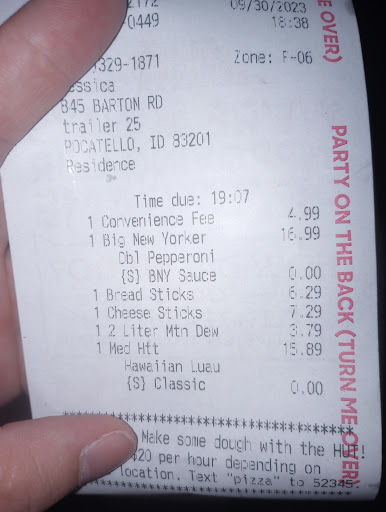 09/30/2023
0449 18:38
329-1871 Zone: F-06
essica
845 BARTON RD
trailer 25
POCATELLO, ID 83201
Residence
Time due: 19:07
1 Convenience Fee 4.99
1 Big New Yorker 16.99
Cbl Pepperoni
{S} BNY Sauce 0.00
1 Bread Sticks 6.29
1 Cheese Sticks 7.29
1 2 Liter Mtn Dew 3.79
1 Med Htt 15.89
Hawaiian Luau
{S} Classic 0.00
************************************
Make some dough with the HUT!
$20 per hour depending on
location. Text "pizza" to 52345.
E OVER)
PARTY ON THE BACK (TURN ME OVER)